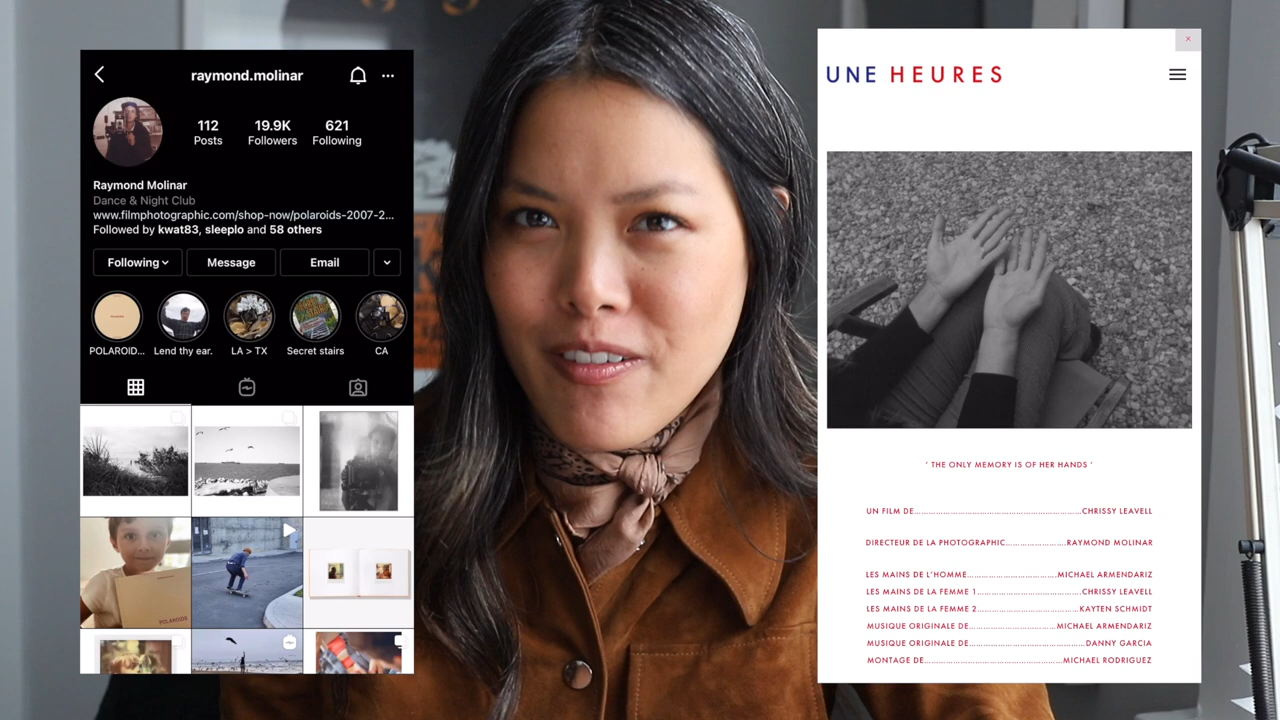 raymond.molinar
112 19.9K 621
Posts Followers Following
Raymond Molinar
Dance & Night Club
www.filmphotographic.com/shop-now/polaroids-2007-2...
Followed by kwat83, sleeplo and 58 others
Following Message Email
POLAROID... Lend thy ear. LA > TX Secret stairs CA
POLAROIDS
UNE HEURES
' THE ONLY MEMORY IS OF HER HANDS '
UN FILM DE................................................CHRISSY LEAVELL
DIRECTEUR DE LA PHOTOGRAPHIC.....................RAYMOND MOLINAR
LES MAINS DE L'HOMME................................MICHAEL ARMENDARIZ
LES MAINS DE LA FEMME 1..............................CHRISSY LEAVELL
LES MAINS DE LA FEMME 2..............................KAYTEN SCHMIDT
MUSIQUE ORIGINALE DE..............................MICHAEL ARMENDARIZ
MUSIQUE ORIGINALE DE..................................DANNY GARCIA
MONTAGE DE..............................................MICHAEL RODRIGUEZ